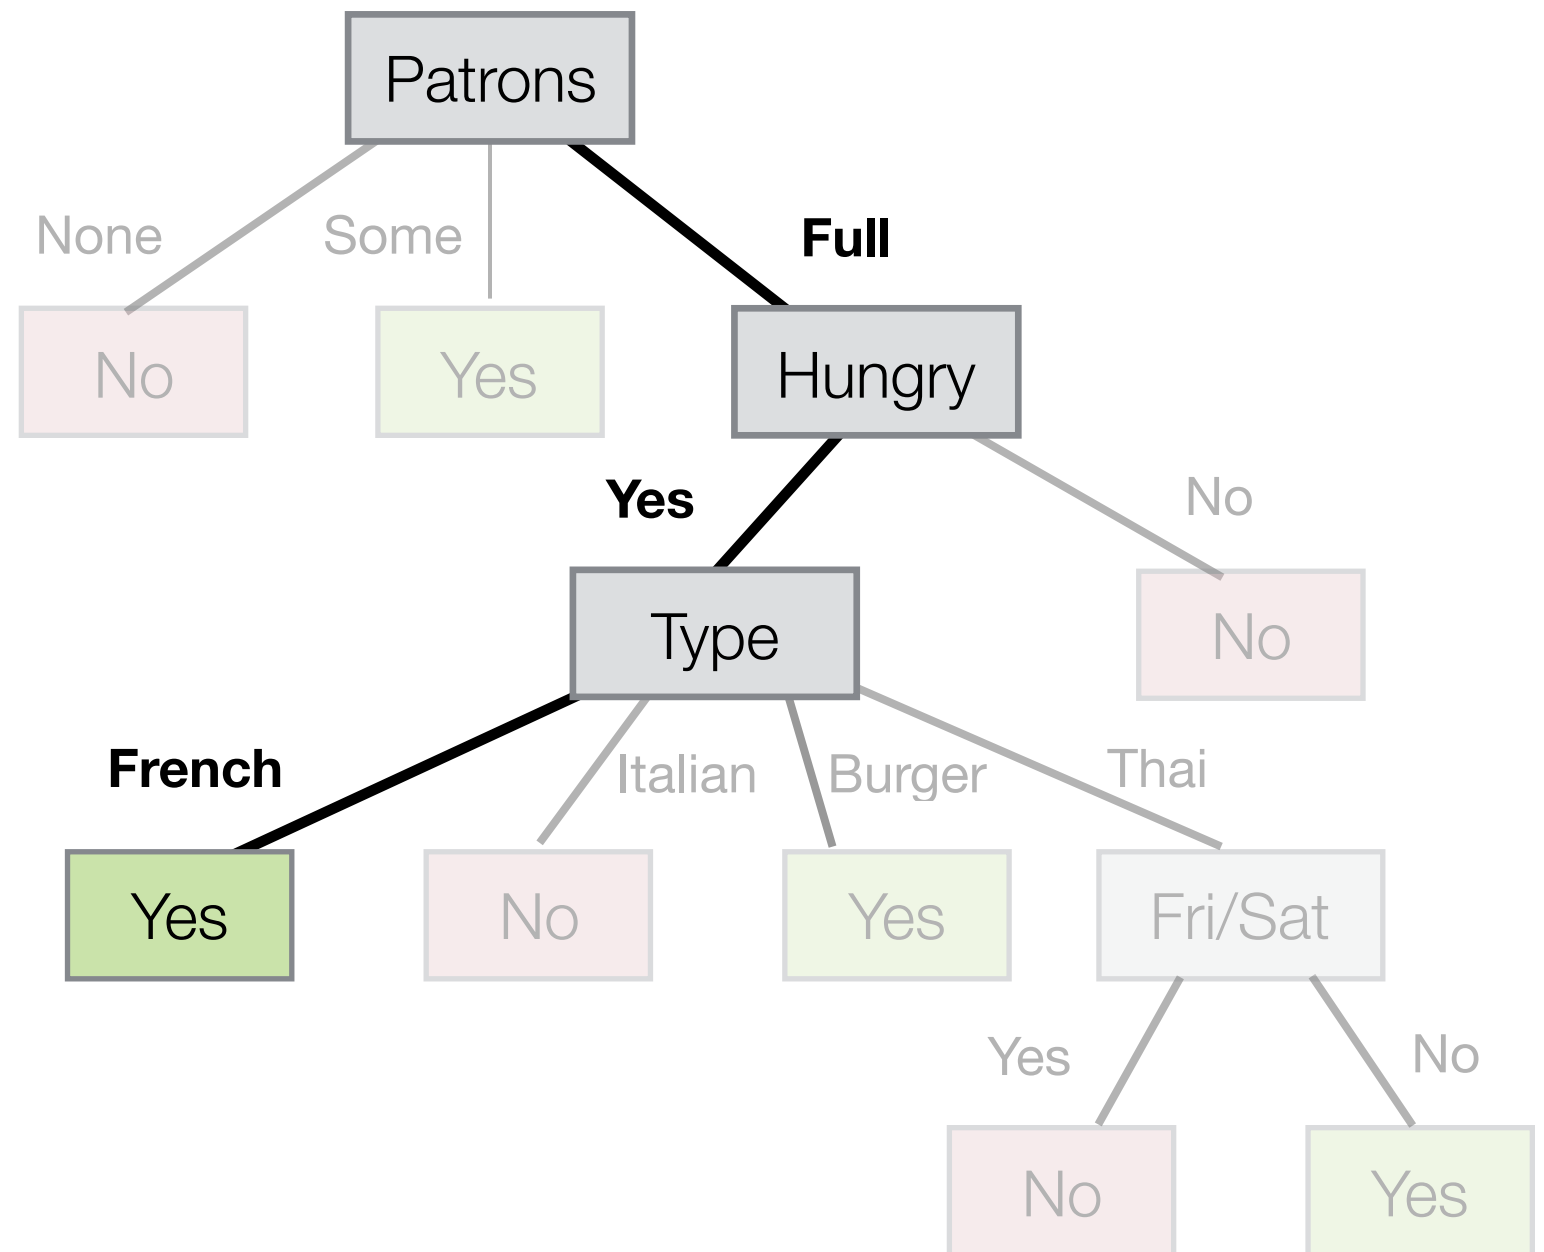 Patrons
None
Some
Full
No
Yes
Hungry
Yes
No
Type
No
French
Italian
Burger
Thai
Yes
No
Yes
Fri/Sat
Yes
No
No
Yes